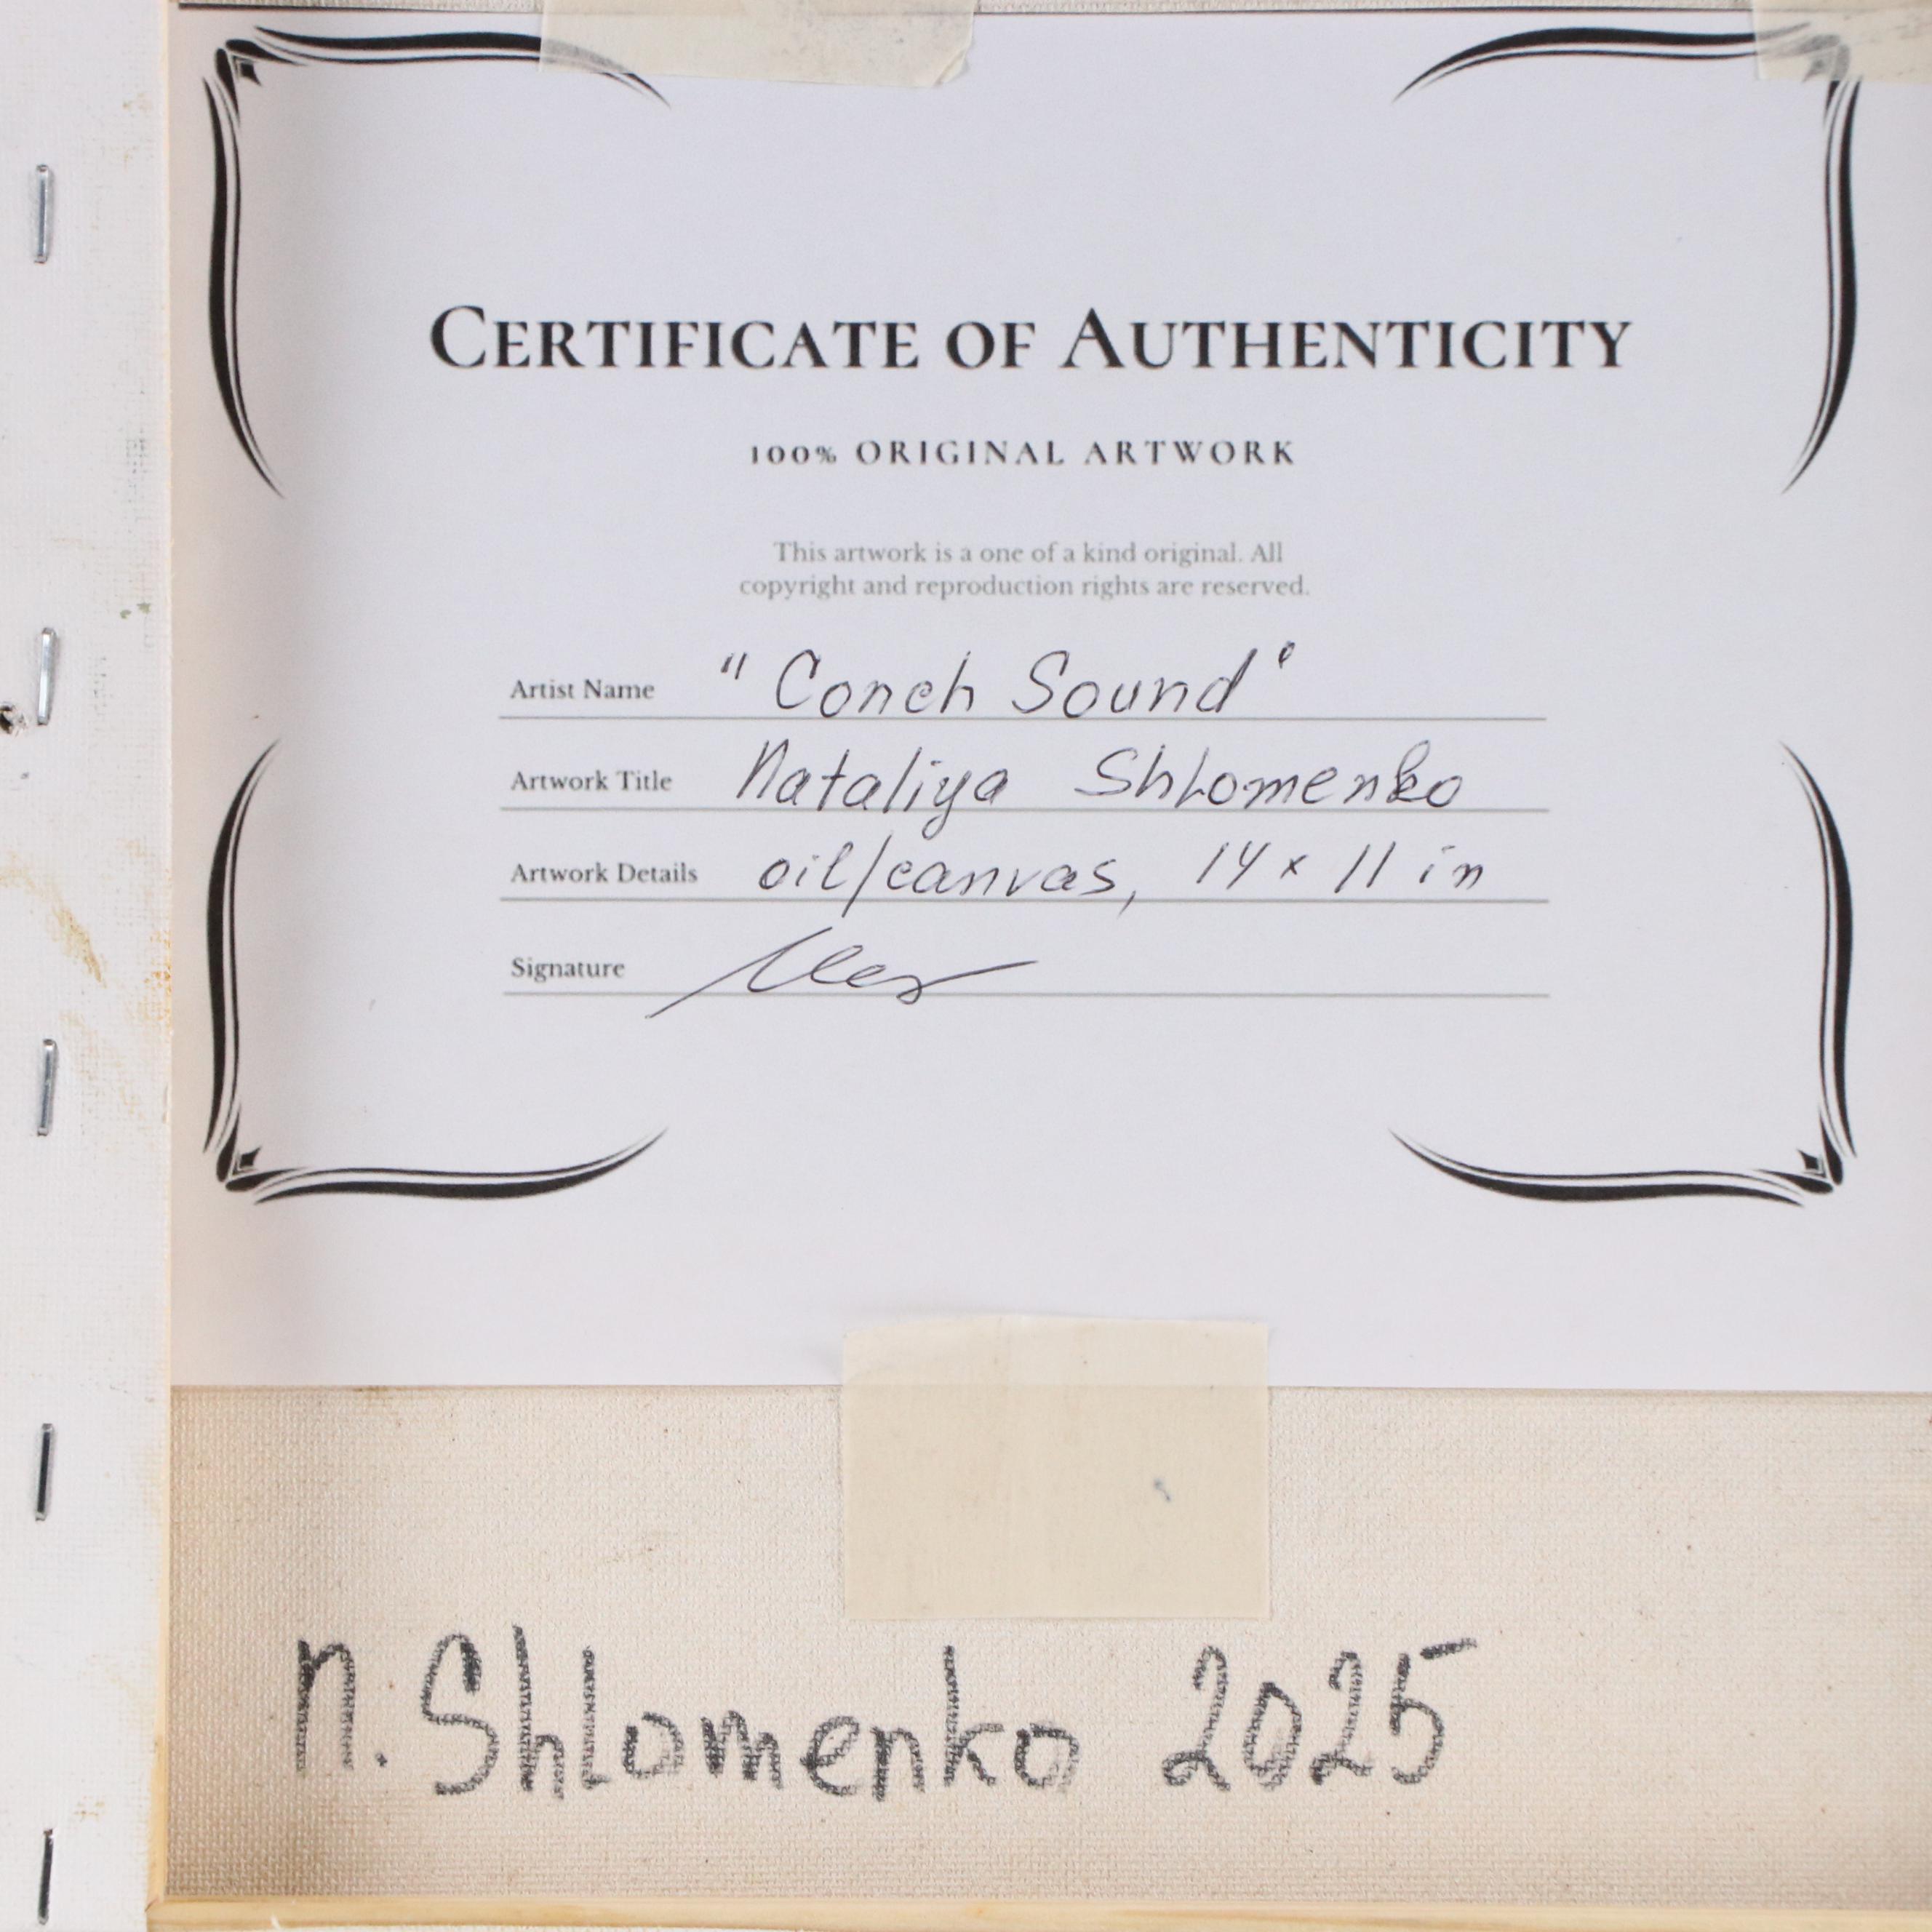 CERTIFICATE OF AUTHENTICITY
100% ORIGINAL ARTWORK
This artwork is a one of a kind original. All
copyright and reproduction rights are reserved.
Artist Name "Conch Sound"
Artwork Title Nataliya Shlomenko
Artwork Details oil/canvas, 14 x 11 in
Signature
N. Shlomenko 2025